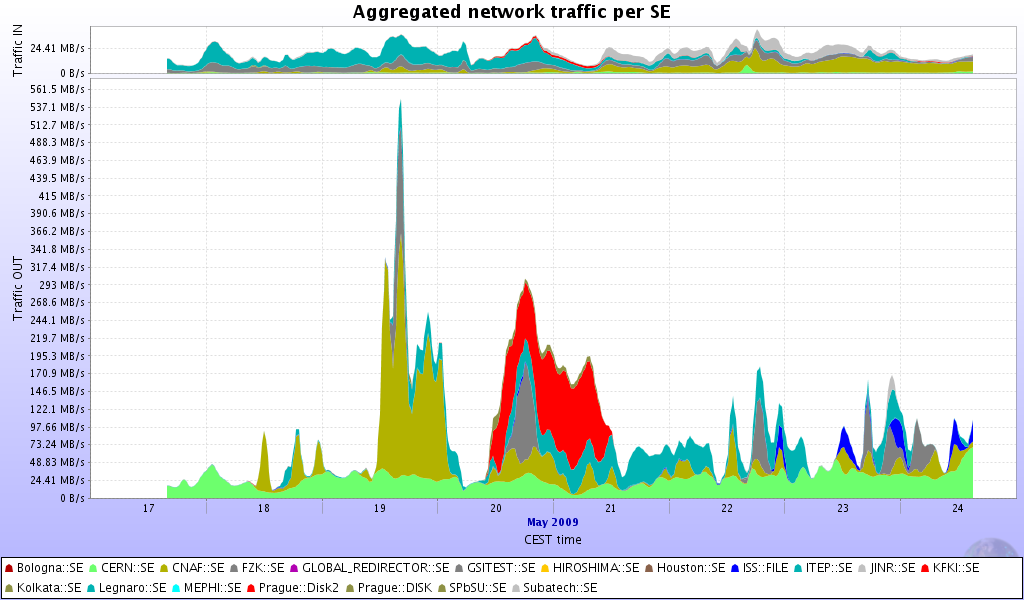 Aggregated network traffic per SE
Traffic IN
24.41 MB/s
0 B/s
Traffic OUT
561.5 MB/s
537.1 MB/s
512.7 MB/s
488.3 MB/s
463.9 MB/s
439.5 MB/s
415 MB/s
390.6 MB/s
366.2 MB/s
341.8 MB/s
317.4 MB/s
293 MB/s
268.6 MB/s
244.1 MB/s
219.7 MB/s
195.3 MB/s
170.9 MB/s
146.5 MB/s
122.1 MB/s
97.66 MB/s
73.24 MB/s
48.83 MB/s
24.41 MB/s
0 B/s
17 18 19 20 21 22 23 24
May 2009
CEST time
Bologna::SE CERN::SE CNAF::SE FZK::SE GLOBAL_REDIRECTOR::SE GSITEST::SE HIROSHIMA::SE Houston::SE ISS::FILE ITEP::SE JINR::SE KFKI::SE
Kolkata::SE Legnaro::SE MEPHI::SE Prague::Disk2 Prague::DISK SPbSU::SE Subatech::SE